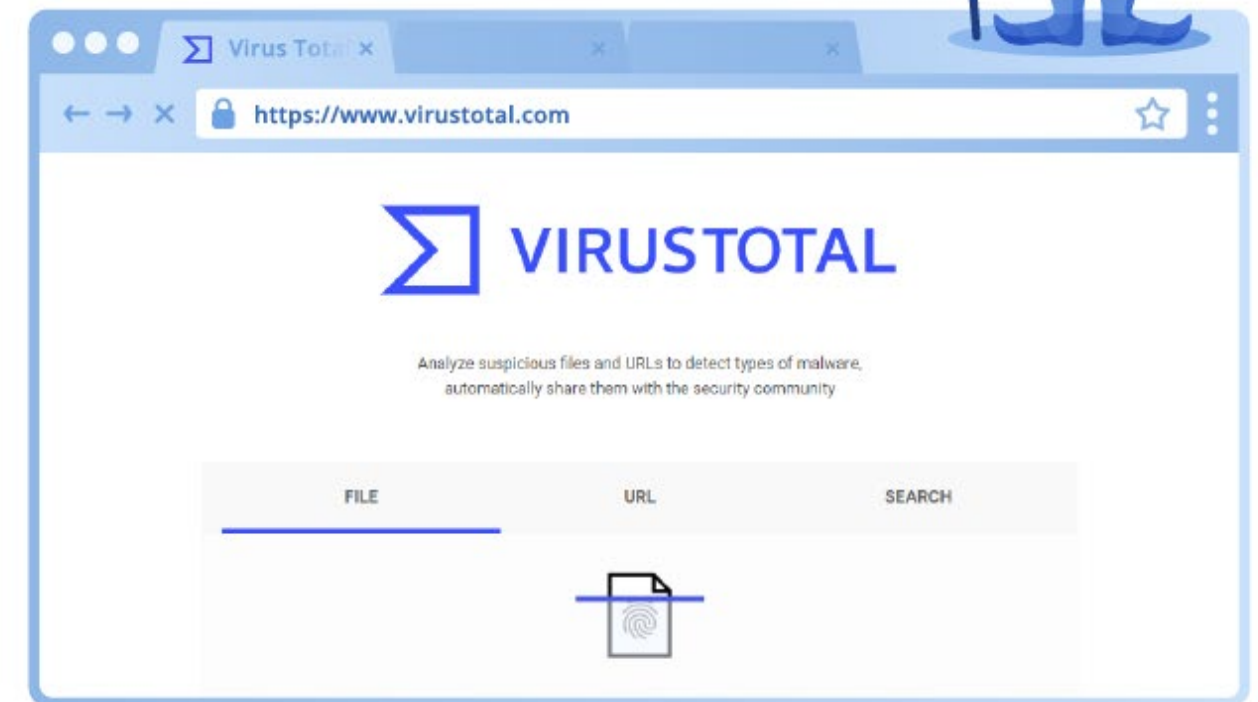 Virus Total
https://www.virustotal.com
VIRUSTOTAL
Analyze suspicious files and URLs to detect types of malware,
automatically share them with the security community
FILE URL SEARCH